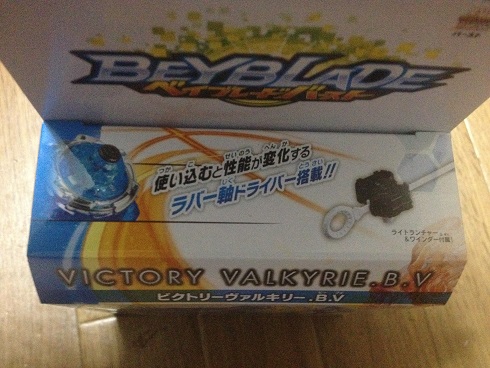 BEYBLADE
ベイブレードバースト
使い込むと性能が変化する
ラバー軸ドライバー搭載!!
ライトランチャー
&ワインダー付属
VICTORY VALKYRIE.B.V
ビクトリーヴァルキリー.B.V